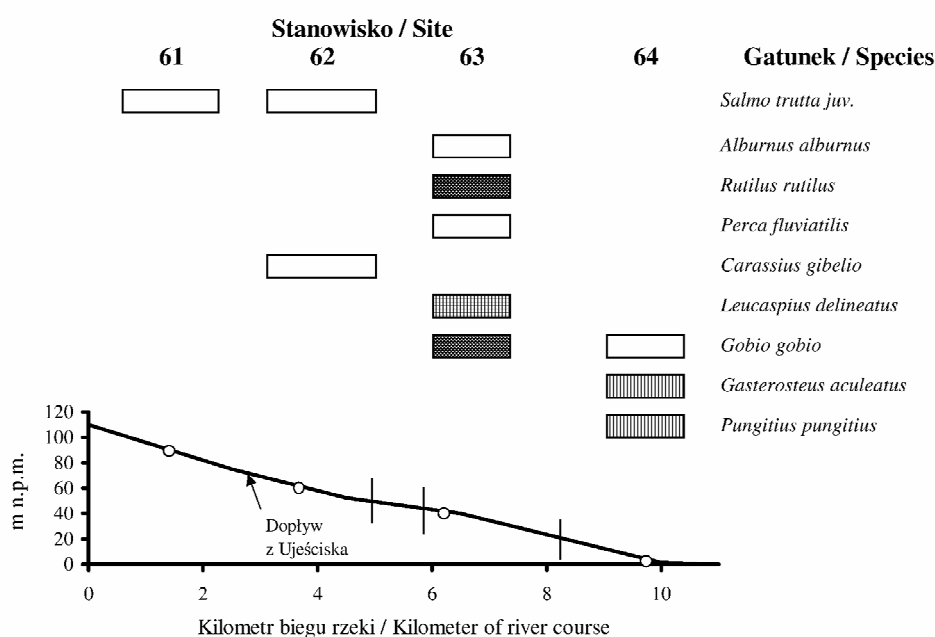 Stanowisko / Site
61 62 63 64 Gatunek / Species
Salmo trutta juv.
Alburnus alburnus
Rutilus rutilus
Perca fluviatilis
Carassius gibelio
Leucaspius delineatus
Gobio gobio
Gasterosteus aculeatus
Pungitius pungitius
120
100
80
60
40
20
0
m n.p.m.
Dopływ
z Ujeściska
0 2 4 6 8 10
Kilometr biegu rzeki / Kilometer of river course